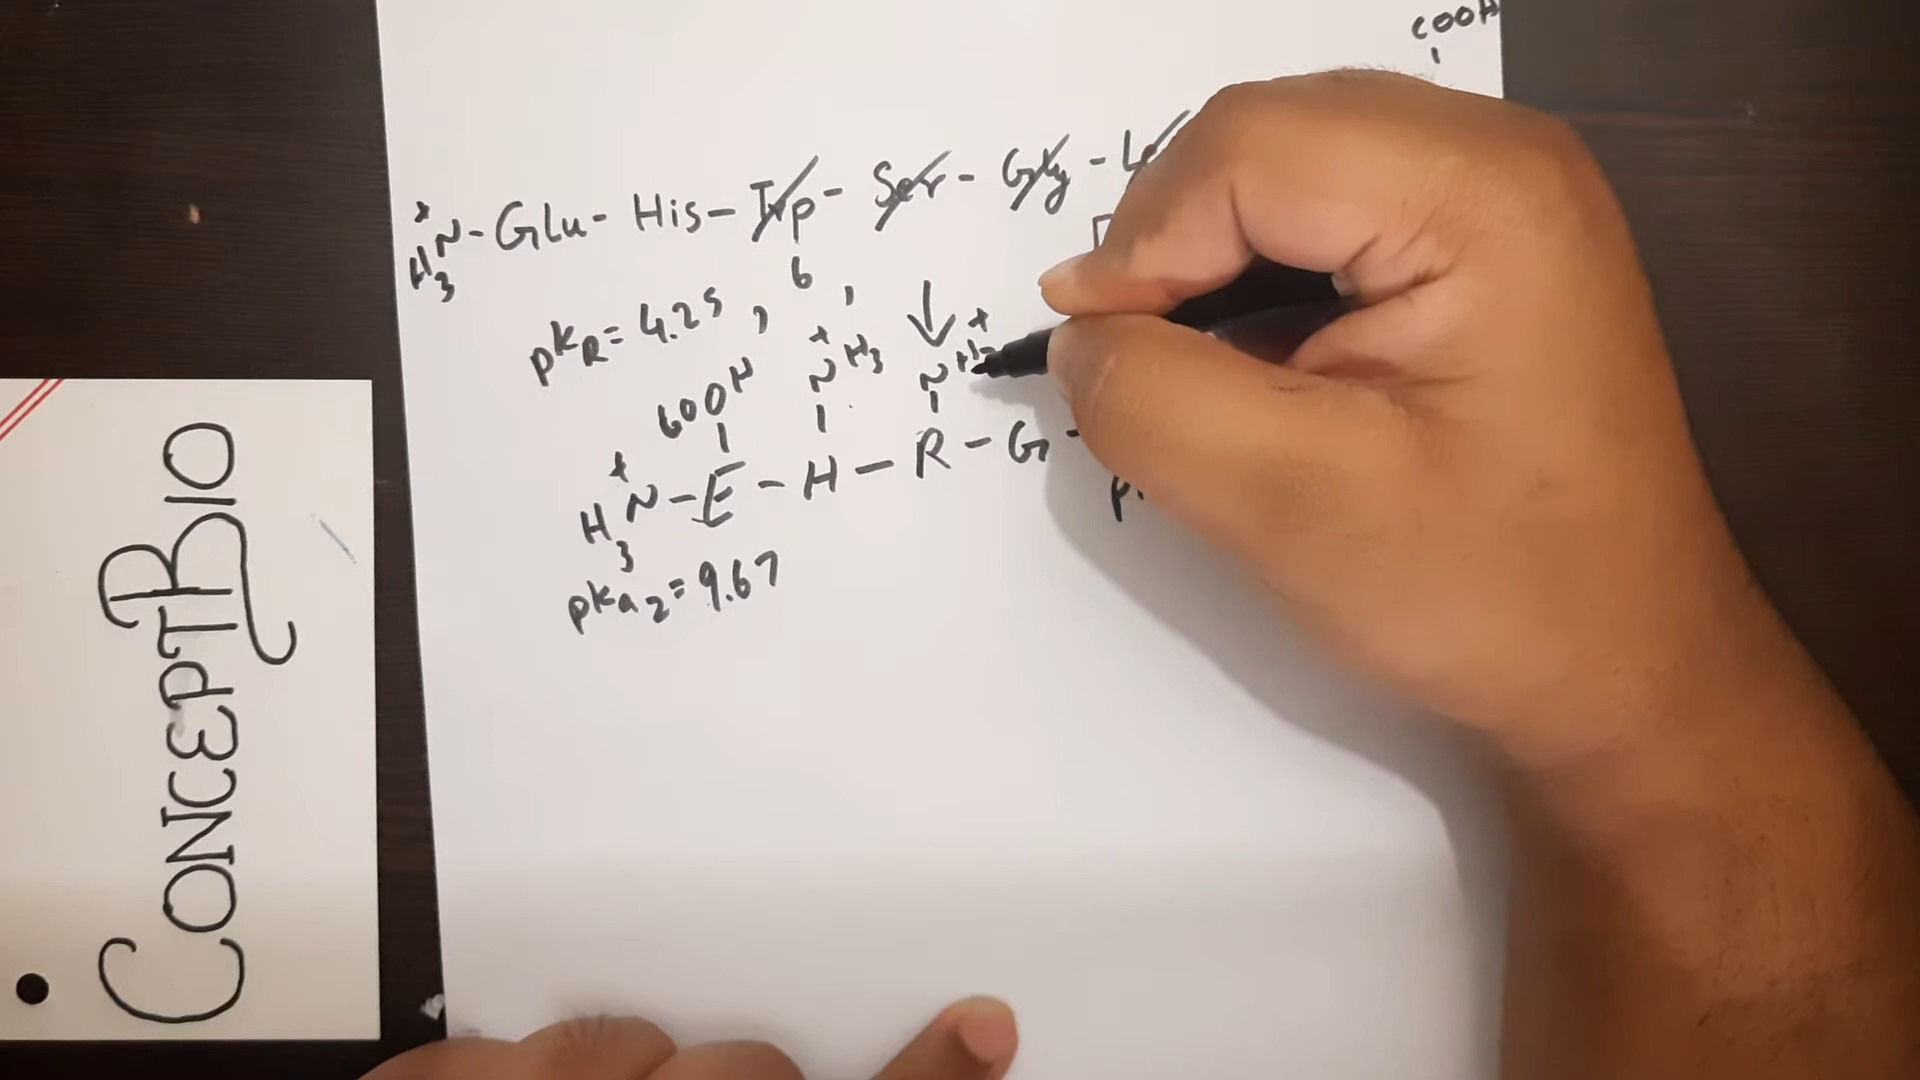 COOH
H3N+ - Glu - His - Trp - Ser - Gly - Le
6
pKR = 4.25 , ,
COOH +NH3 NH +
H3N+ - E - H - R - G -
pka2 = 9.67
CONCEPTBIO